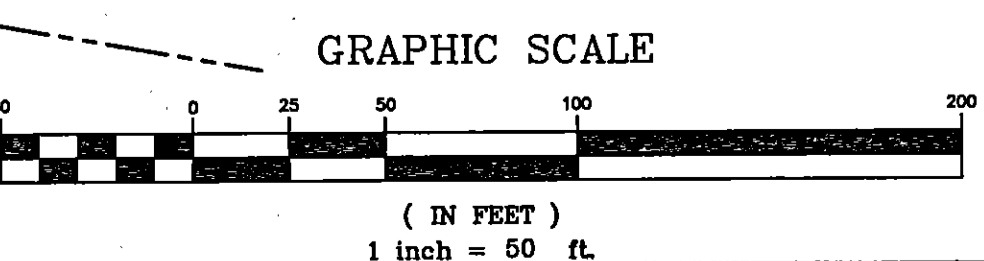 GRAPHIC SCALE
0 0 25 50 100 200
( IN FEET )
1 inch = 50 ft.